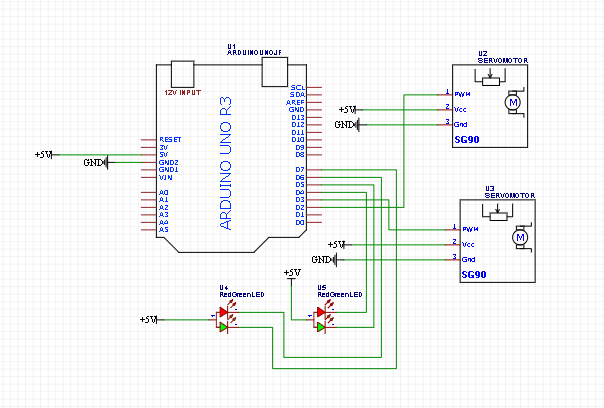 U1
ARDUINOUNOJF
12V INPUT
ARDUINO UNO R3
SCL
SDA
AREF
GND
D13
D12
D11
D10
D9
D8
D7
D6
D5
D4
D3
D2
D1
D0
RESET
3V
5V
GND2
GND1
VIN
A0
A1
A2
A3
A4
A5
+5V
GND
U2
SERVOMOTOR
1 PWM
2 Vcc
3 Gnd
M
SG90
+5V
GND
U3
SERVOMOTOR
1 PWM
2 Vcc
3 Gnd
M
SG90
+5V
GND
+5V
U4
RedGreenLED
U5
RedGreenLED
+5V